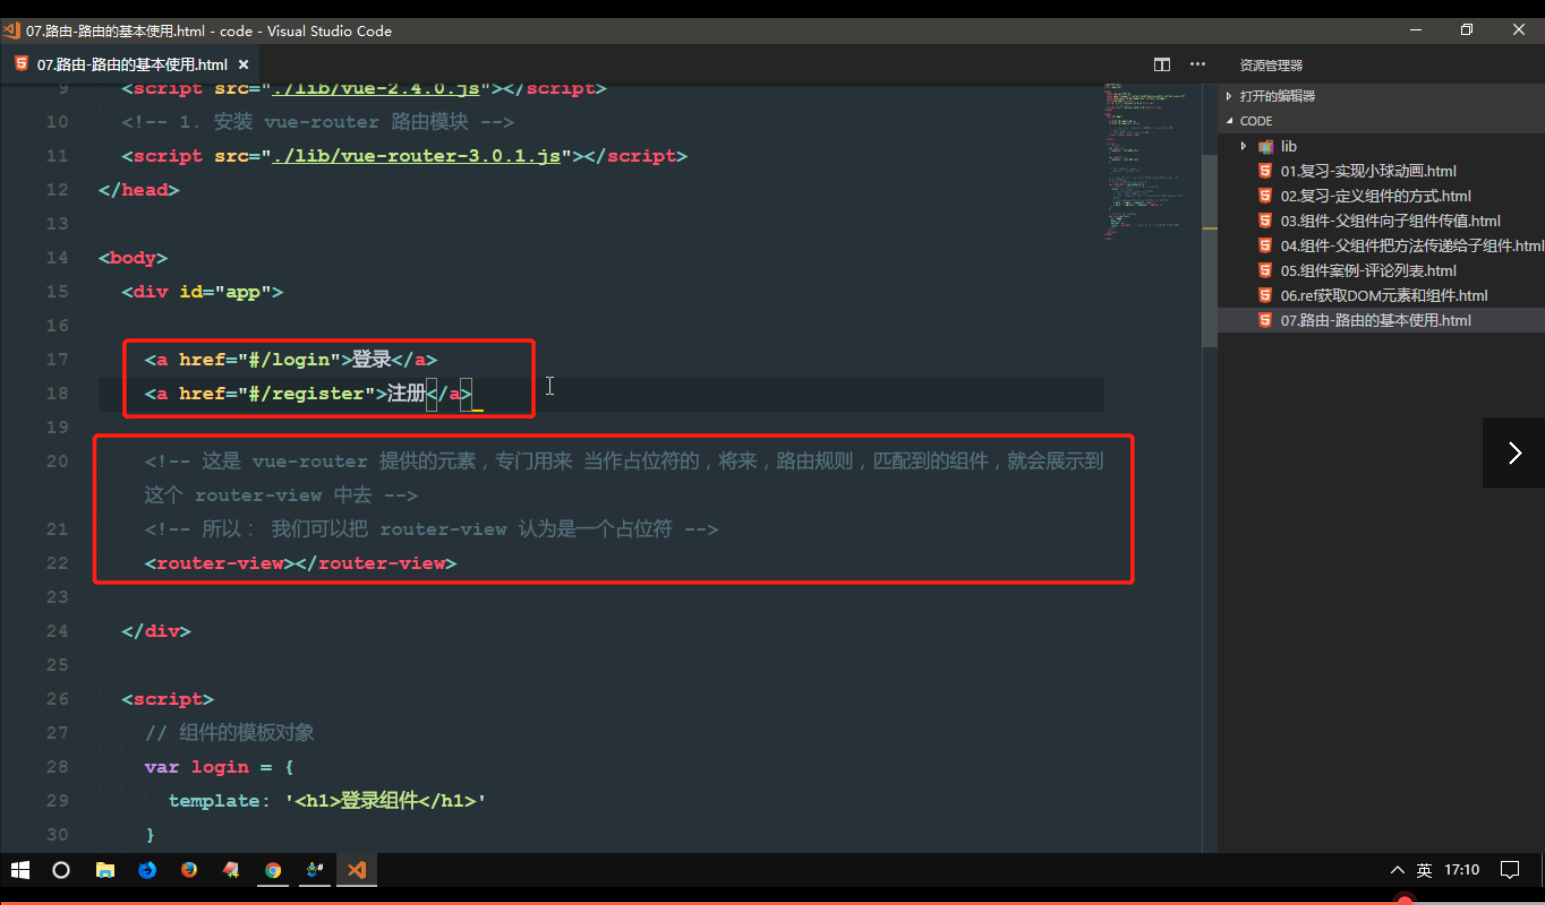 07.路由-路由的基本使用.html - code - Visual Studio Code
07.路由-路由的基本使用.html ×
9 <script src="./lib/vue-2.4.0.js"></script>
10 <!-- 1. 安装 vue-router 路由模块 -->
11 <script src="./lib/vue-router-3.0.1.js"></script>
12 </head>
13
14 <body>
15 <div id="app">
16
17 <a href="#/login">登录</a>
18 <a href="#/register">注册</a>
19
20 <!-- 这是 vue-router 提供的元素，专门用来 当作占位符的，将来，路由规则，匹配到的组件，就会展示到
这个 router-view 中去 -->
21 <!-- 所以： 我们可以把 router-view 认为是一个占位符 -->
22 <router-view></router-view>
23
24 </div>
25
26 <script>
27 // 组件的模板对象
28 var login = {
29 template: '<h1>登录组件</h1>'
30 }
资源管理器
打开的编辑器
CODE
lib
01.复习-实现小球动画.html
02.复习-定义组件的方式.html
03.组件-父组件向子组件传值.html
04.组件-父组件把方法传递给子组件.html
05.组件案例-评论列表.html
06.ref获取DOM元素和组件.html
07.路由-路由的基本使用.html
英 17:10